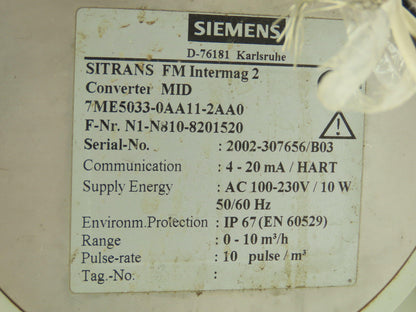 SIEMENS
D-76181 Karlsruhe
SITRANS FM Intermag 2
Converter MID
7ME5033-0AA11-2AA0
F-Nr. N1-N810-8201520
Serial-No. : 2002-307656/B03
Communication : 4 - 20 mA / HART
Supply Energy : AC 100-230V / 10 W
50/60 Hz
Environm.Protection : IP 67 (EN 60529)
Range : 0 - 10 m³/h
Pulse-rate : 10 pulse / m³
Tag.-No.: :